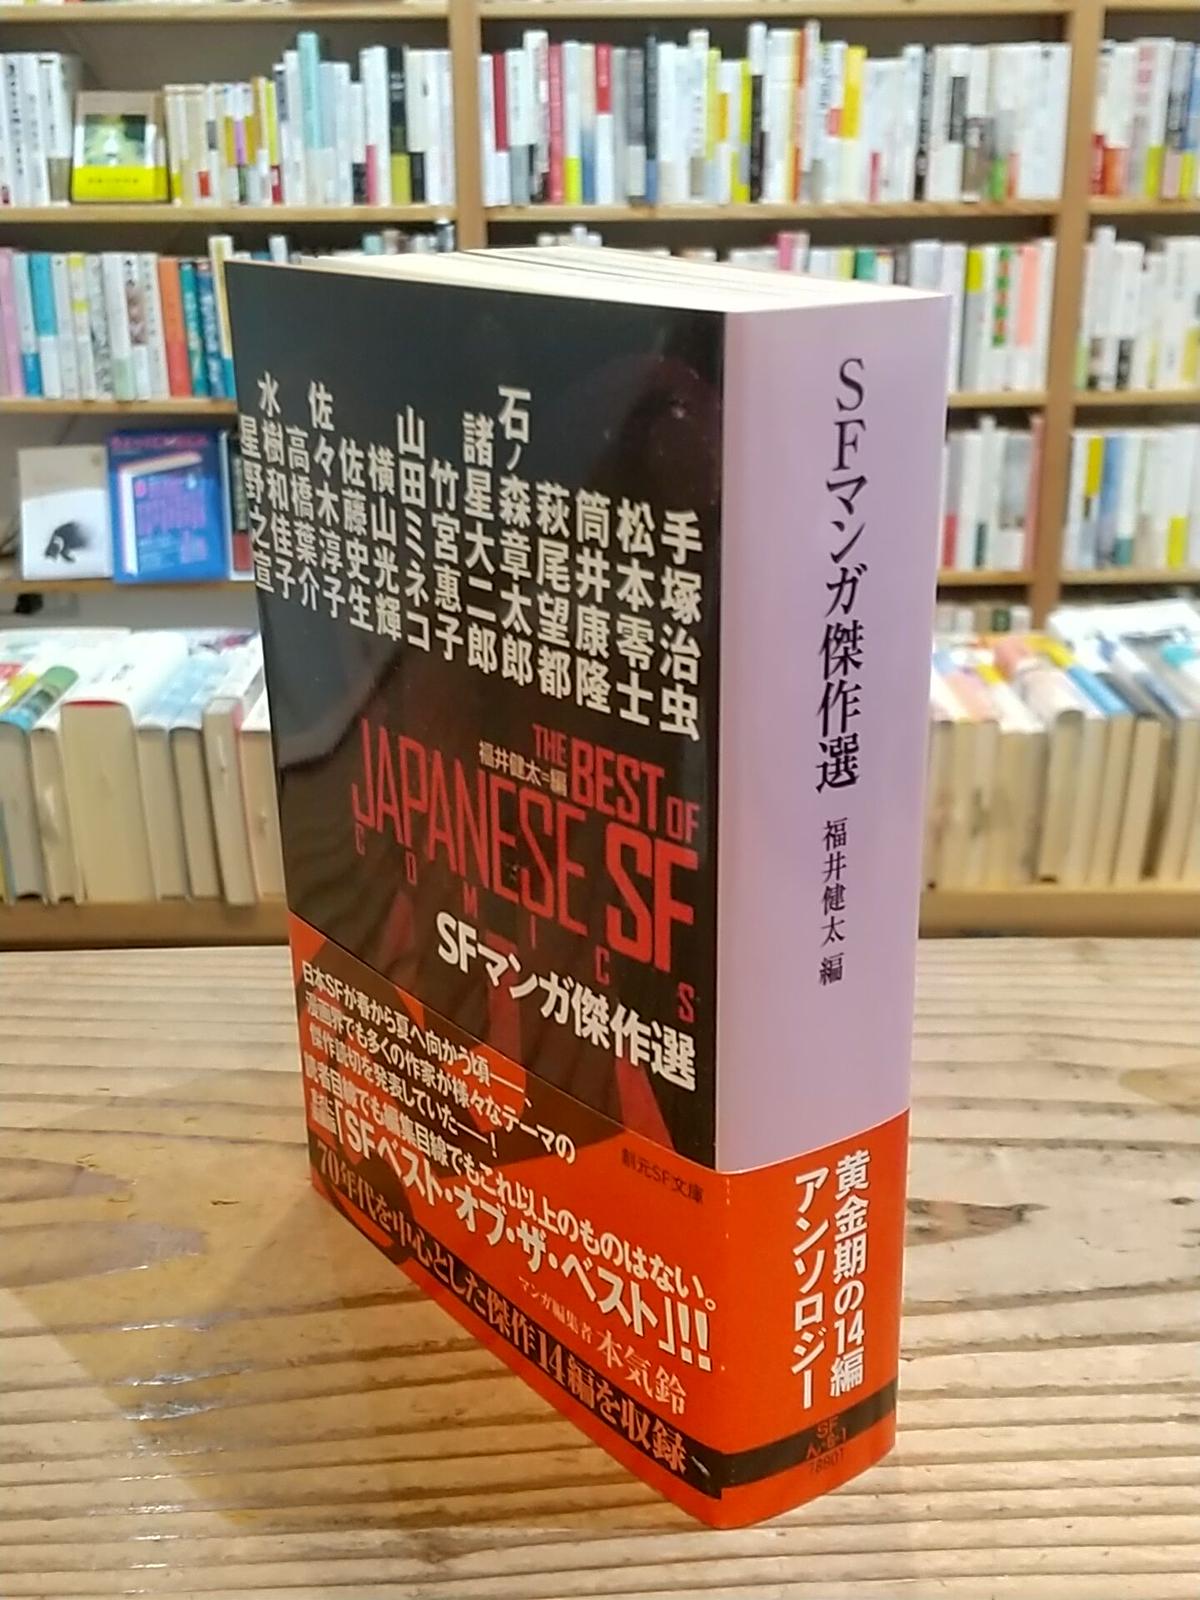 手塚治虫
松本零士
筒井康隆
萩尾望都
石ノ森章太郎
諸星大二郎
竹宮惠子
山田ミネコ
横山光輝
佐藤史生
佐々木淳子
高橋葉介
水樹和佳子
星野之宣
THE BEST OF
福井健太=編
JAPANESE SF
COMICS
SFマンガ傑作選
創元SF文庫
日本SFが春から夏へ向かう頃――、
漫画界でも多くの作家が様々なテーマの
傑作読切を発表していた――!
読者目線でも編集目線でもこれ以上のものはない。
「SFベスト・オブ・ザ・ベスト」!!
マンガ編集者 本気鈴
70年代を中心とした傑作14編を収録
SFマンガ傑作選
福井健太 編
黄金期の14編
アンソロジー
SF
ん-6-1
78901